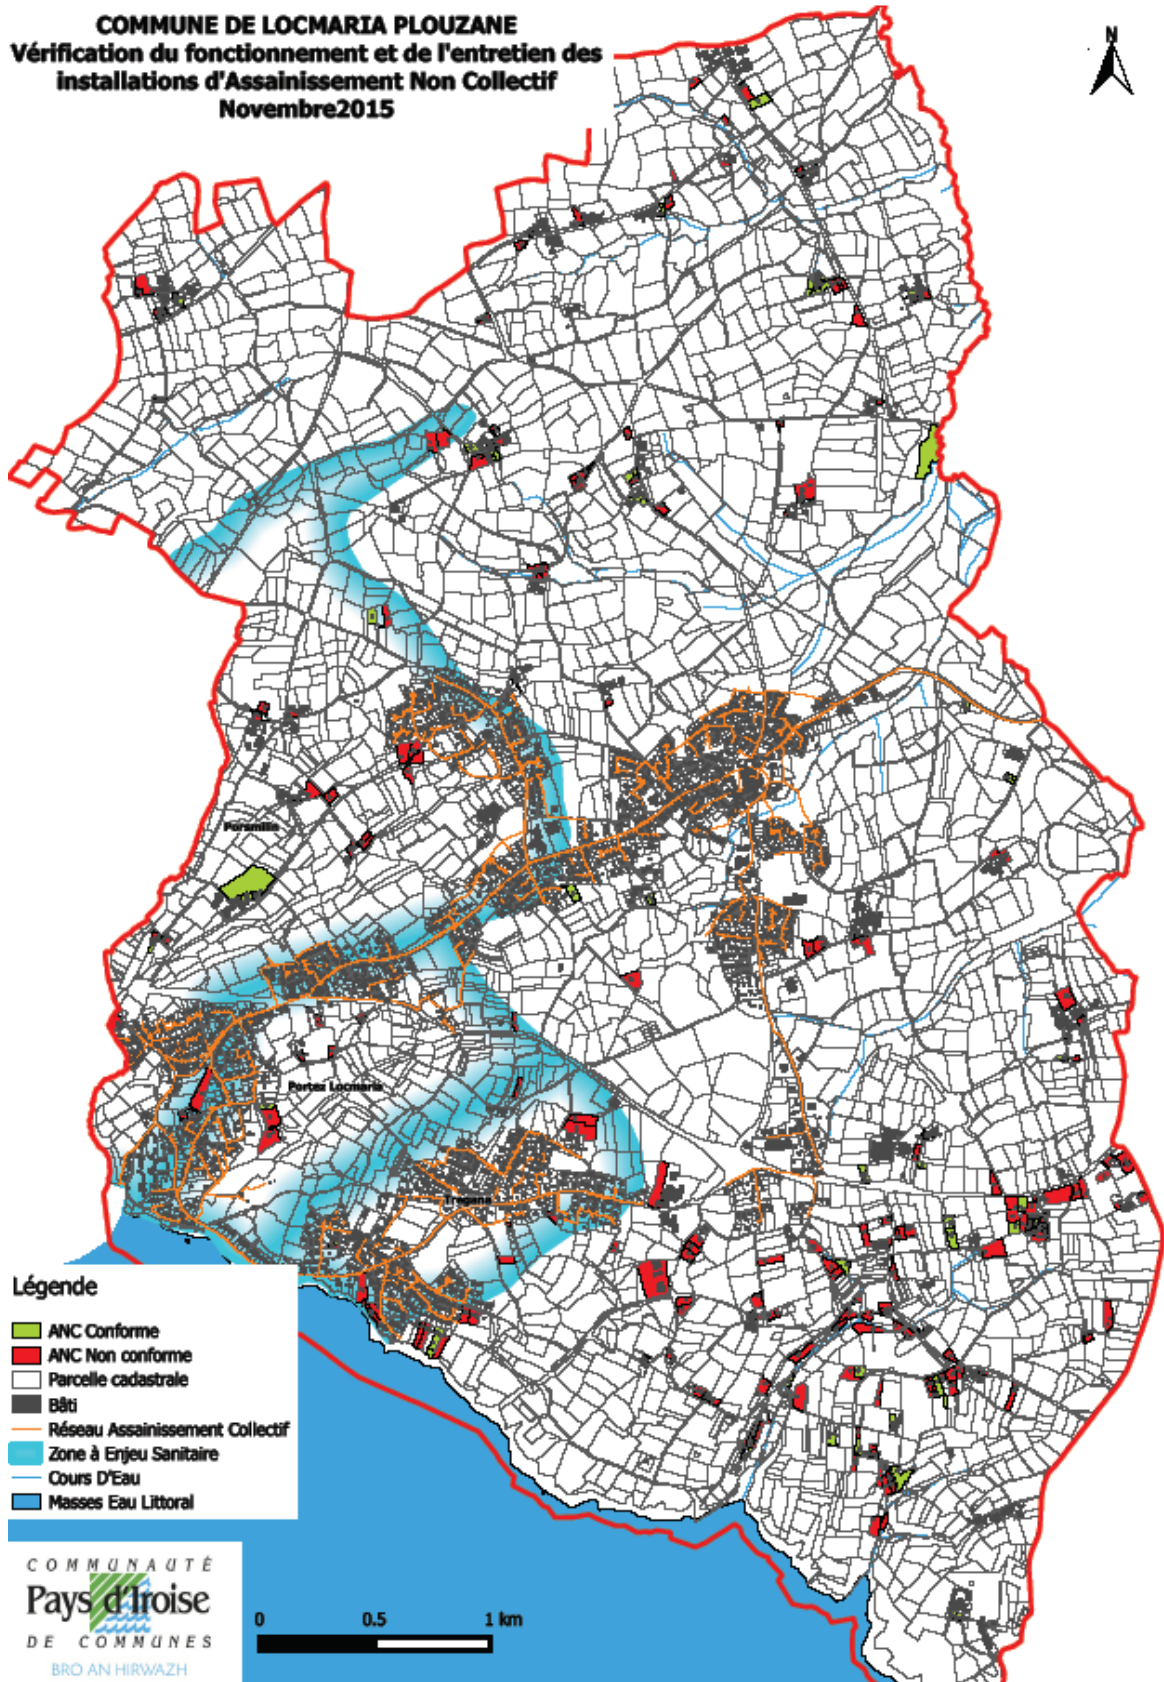 COMMUNE DE LOCMARIA PLOUZANE
Vérification du fonctionnement et de l'entretien des
installations d'Assainissement Non Collectif
Novembre2015
N
Porsmilin
Portez Locmaria
Tregana
Légende
ANC Conforme
ANC Non conforme
Parcelle cadastrale
Bâti
Réseau Assainissement Collectif
Zone à Enjeu Sanitaire
Cours D'Eau
Masses Eau Littoral
COMMUNAUTÉ
Pays d'Iroise
DE COMMUNES
BRO AN HIRWAZH
0 0.5 1 km